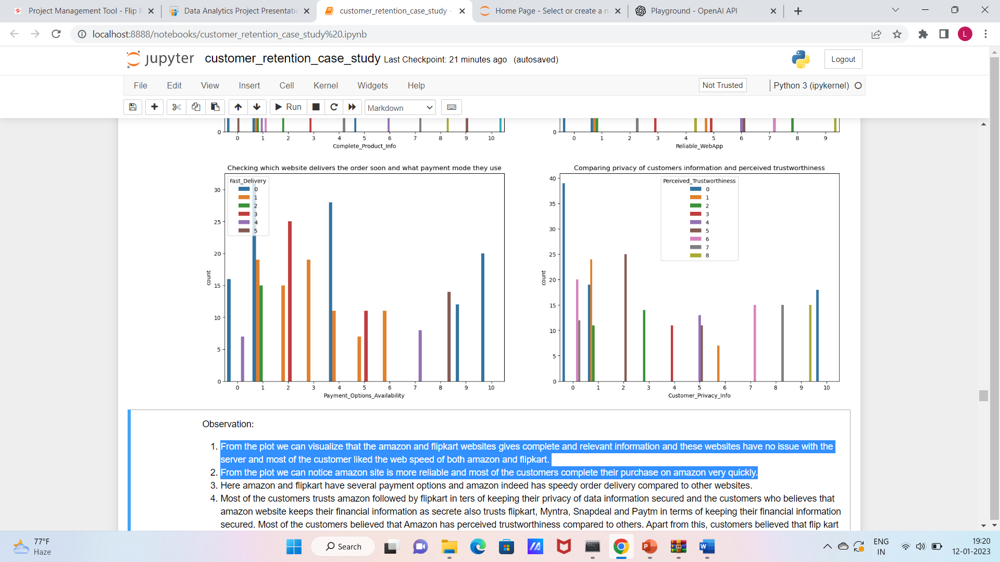 Project Management Tool - Flip R
Data Analytics Project Presentatio
customer_retention_case_study -
Home Page - Select or create a n
Playground - OpenAI API
localhost:8888/notebooks/customer_retention_case_study%20.ipynb
L
jupyter customer_retention_case_study Last Checkpoint: 21 minutes ago (autosaved)
Logout
File Edit View Insert Cell Kernel Widgets Help
Not Trusted
Python 3 (ipykernel)
Run
Markdown
0
0 1 2 3 4 5 6 7 8 9 10
Complete_Product_Info
0
0 1 2 3 4 5 6 7 8 9
Reliable_WebApp
Checking which website delivers the order soon and what payment mode they use
Fast_Delivery
0
1
2
3
4
5
30
25
20
15
10
5
0
count
0 1 2 3 4 5 6 7 8 9 10
Payment_Options_Availability
Comparing privacy of customers information and perceived trustworthiness
Perceived_Trustworthiness
0
1
2
3
4
5
6
7
8
40
35
30
25
20
15
10
5
0
count
0 1 2 3 4 5 6 7 8 9 10
Customer_Privacy_Info
Observation:
1. From the plot we can visualize that the amazon and flipkart websites gives complete and relevant information and these websites have no issue with the
server and most of the customer liked the web speed of both amazon and flipkart.
2. From the plot we can notice amazon site is more reliable and most of the customers complete their purchase on amazon very quickly.
3. Here amazon and flipkart have several payment options and amazon indeed has speedy order delivery compared to other websites.
4. Most of the customers trusts amazon followed by flipkart in ters of keeping their privacy of data information secured and the customers who believes that
amazon website keeps their financial information as secrete also trusts flipkart, Myntra, Snapdeal and Paytm in terms of keeping their financial information
secured. Most of the customers believed that Amazon has perceived trustworthiness compared to others. Apart from this, customers believed that flip kart
77°F
Haze
Search
ENG
IN
19:20
12-01-2023